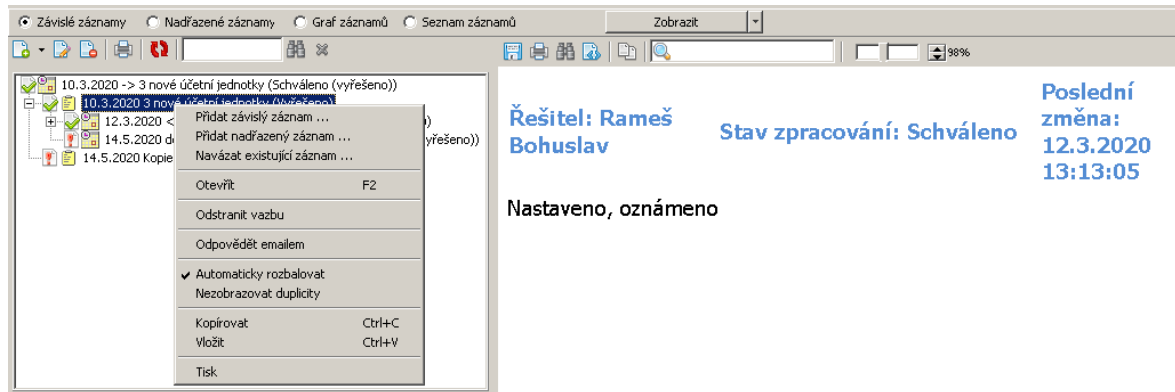 Závislé záznamy Nadřazené záznamy Graf záznamů Seznam záznamů Zobrazit
98%
10.3.2020 -> 3 nové účetní jednotky (Schváleno (vyřešeno))
10.3.2020 3 nové účetní jednotky (Vyřešeno)
12.3.2020 < )
14.5.2020 d yřešeno))
14.5.2020 Kopie
Přidat závislý záznam ...
Přidat nadřazený záznam ...
Navázat existující záznam ...
Otevřít F2
Odstranit vazbu
Odpovědět emailem
Automaticky rozbalovat
Nezobrazovat duplicity
Kopírovat Ctrl+C
Vložit Ctrl+V
Tisk
Řešitel: Rameš
Bohuslav
Stav zpracování: Schváleno
Poslední
změna:
12.3.2020
13:13:05
Nastaveno, oznámeno